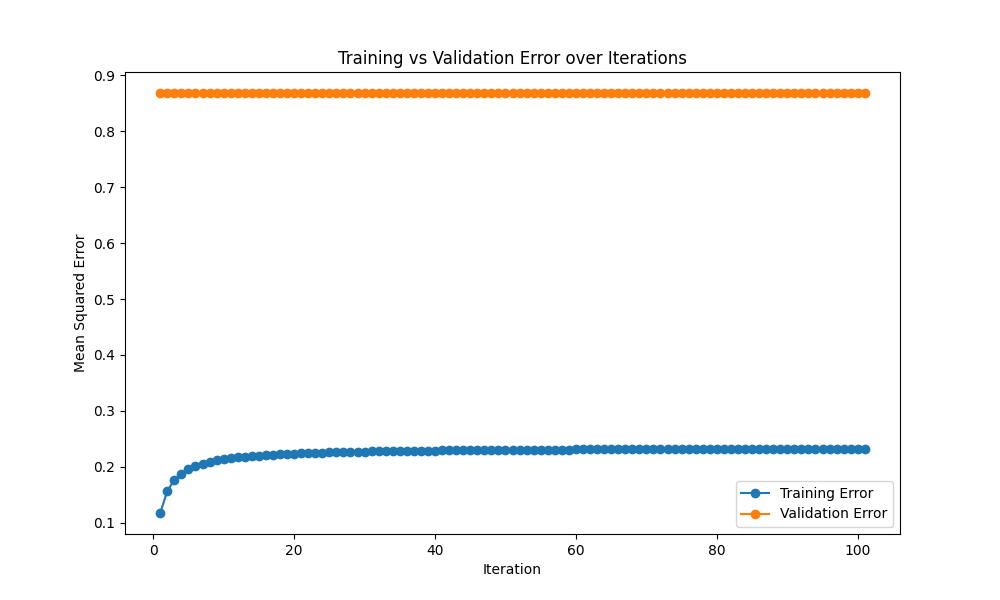 Training vs Validation Error over Iterations
0.9
0.8
0.7
0.6
0.5
0.4
0.3
0.2
0.1
Mean Squared Error
0 20 40 60 80 100
Iteration
Training Error
Validation Error